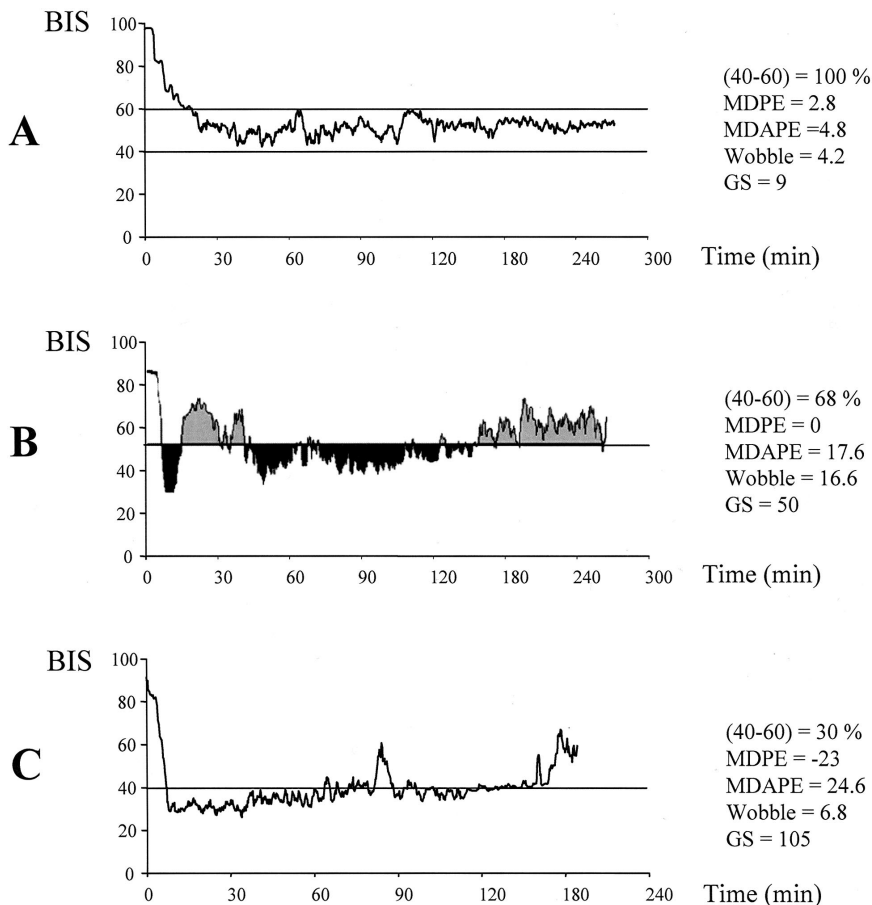 BIS
100
80
60
40
20
0
A
0 30 60 90 120 180 240 300
Time (min)
(40-60) = 100 %
MDPE = 2.8
MDAPE =4.8
Wobble = 4.2
GS = 9
BIS
100
80
60
40
20
0
B
0 30 60 90 120 180 240 300
Time (min)
(40-60) = 68 %
MDPE = 0
MDAPE = 17.6
Wobble = 16.6
GS = 50
BIS
100
80
60
40
20
0
C
0 30 60 90 120 180 240
Time (min)
(40-60) = 30 %
MDPE = -23
MDAPE = 24.6
Wobble = 6.8
GS = 105